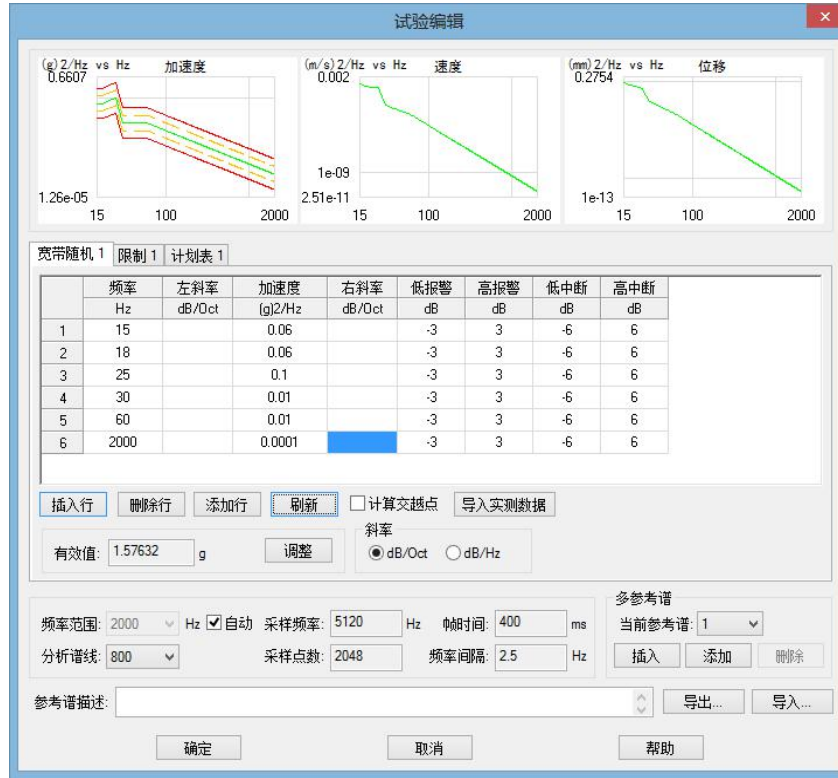 试验编辑
(g)2/Hz vs Hz 加速度
0.6607
1.26e-05
15 100 2000
(m/s)2/Hz vs Hz 速度
0.002
1e-09
2.51e-11
15 100 2000
(mm)2/Hz vs Hz 位移
0.2754
1e-13
15 100 2000
宽带随机 1 限制 1 计划表 1
频率 左斜率 加速度 右斜率 低报警 高报警 低中断 高中断
Hz dB/Oct (g)2/Hz dB/Oct dB dB dB dB
1 15 0.06 -3 3 -6 6
2 18 0.06 -3 3 -6 6
3 25 0.1 -3 3 -6 6
4 30 0.01 -3 3 -6 6
5 60 0.01 -3 3 -6 6
6 2000 0.0001 -3 3 -6 6
插入行 删除行 添加行 刷新 计算交越点 导入实测数据
有效值: 1.57632 g 调整
斜率
dB/Oct dB/Hz
频率范围: 2000 Hz 自动 采样频率: 5120 Hz 帧时间: 400 ms
分析谱线: 800 采样点数: 2048 频率间隔: 2.5 Hz
多参考谱
当前参考谱: 1
插入 添加 删除
参考谱描述: 导出... 导入...
确定 取消 帮助